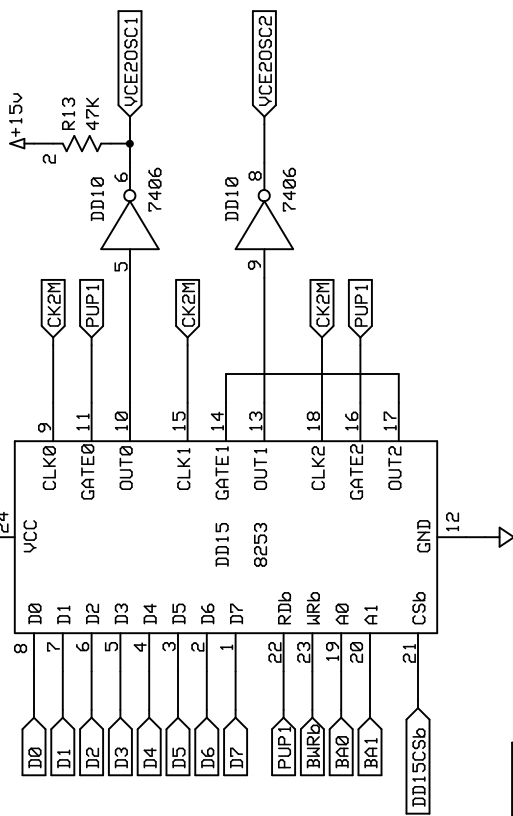 +15v
2
R13
47K
VCE2OSC1
6
DD10
7406
5
VCE2OSC2
8
DD10
7406
9
CK2M
PUP1
CK2M
CK2M
PUP1
9
11
10
15
14
13
18
16
17
24
VCC
CLK0
GATE0
OUT0
CLK1
GATE1
OUT1
CLK2
GATE2
OUT2
DD15
8253
GND
12
D0
D1
D2
D3
D4
D5
D6
D7
RDb
WRb
A0
A1
CSb
8
7
6
5
4
3
2
1
22
23
19
20
21
D0
D1
D2
D3
D4
D5
D6
D7
PUP1
BWRb
BA0
BA1
DD15CSb